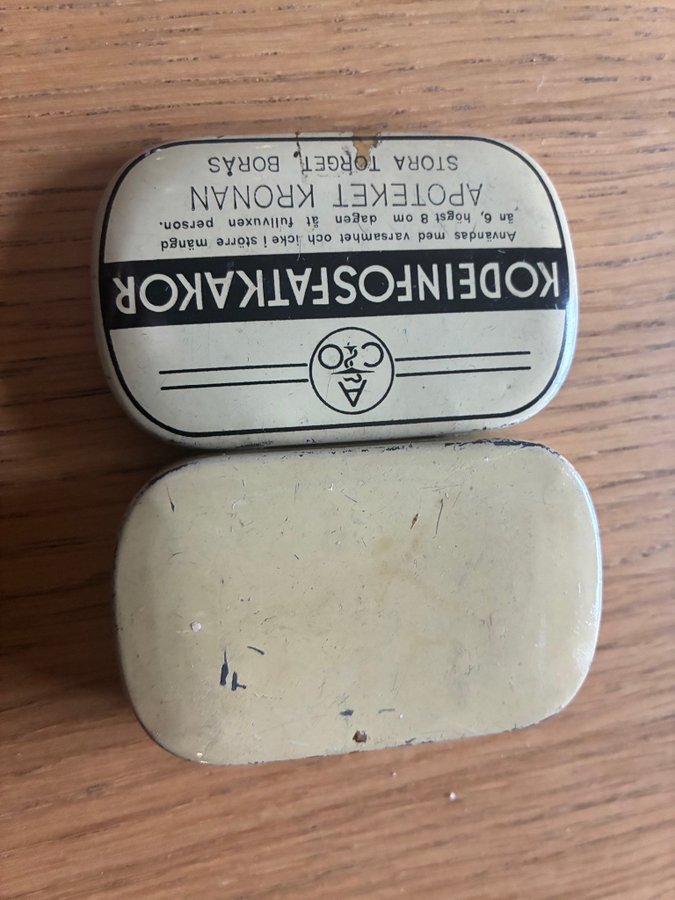 KODEINFOSFATKAKOR
Användas med varsamhet och icke i större mängd
än 6, högst 8 om dagen åt fullvuxen person.
APOTEKET KRONAN
STORA TORGET, BORÅS